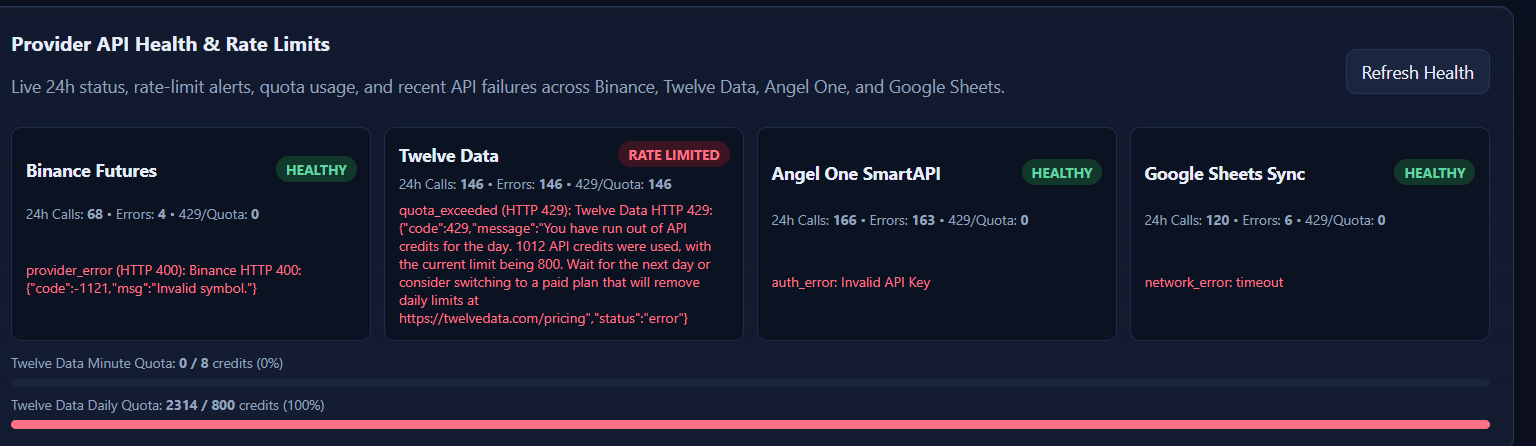 Provider API Health & Rate Limits
Live 24h status, rate-limit alerts, quota usage, and recent API failures across Binance, Twelve Data, Angel One, and Google Sheets.
Refresh Health
Binance Futures
HEALTHY
24h Calls: 68 • Errors: 4 • 429/Quota: 0
provider_error (HTTP 400): Binance HTTP 400:
{"code":-1121,"msg":"Invalid symbol."}
Twelve Data
RATE LIMITED
24h Calls: 146 • Errors: 146 • 429/Quota: 146
quota_exceeded (HTTP 429): Twelve Data HTTP 429:
{"code":429,"message":"You have run out of API
credits for the day. 1012 API credits were used, with
the current limit being 800. Wait for the next day or
consider switching to a paid plan that will remove
daily limits at
https://twelvedata.com/pricing","status":"error"}
Angel One SmartAPI
HEALTHY
24h Calls: 166 • Errors: 163 • 429/Quota: 0
auth_error: Invalid API Key
Google Sheets Sync
HEALTHY
24h Calls: 120 • Errors: 6 • 429/Quota: 0
network_error: timeout
Twelve Data Minute Quota: 0 / 8 credits (0%)
Twelve Data Daily Quota: 2314 / 800 credits (100%)